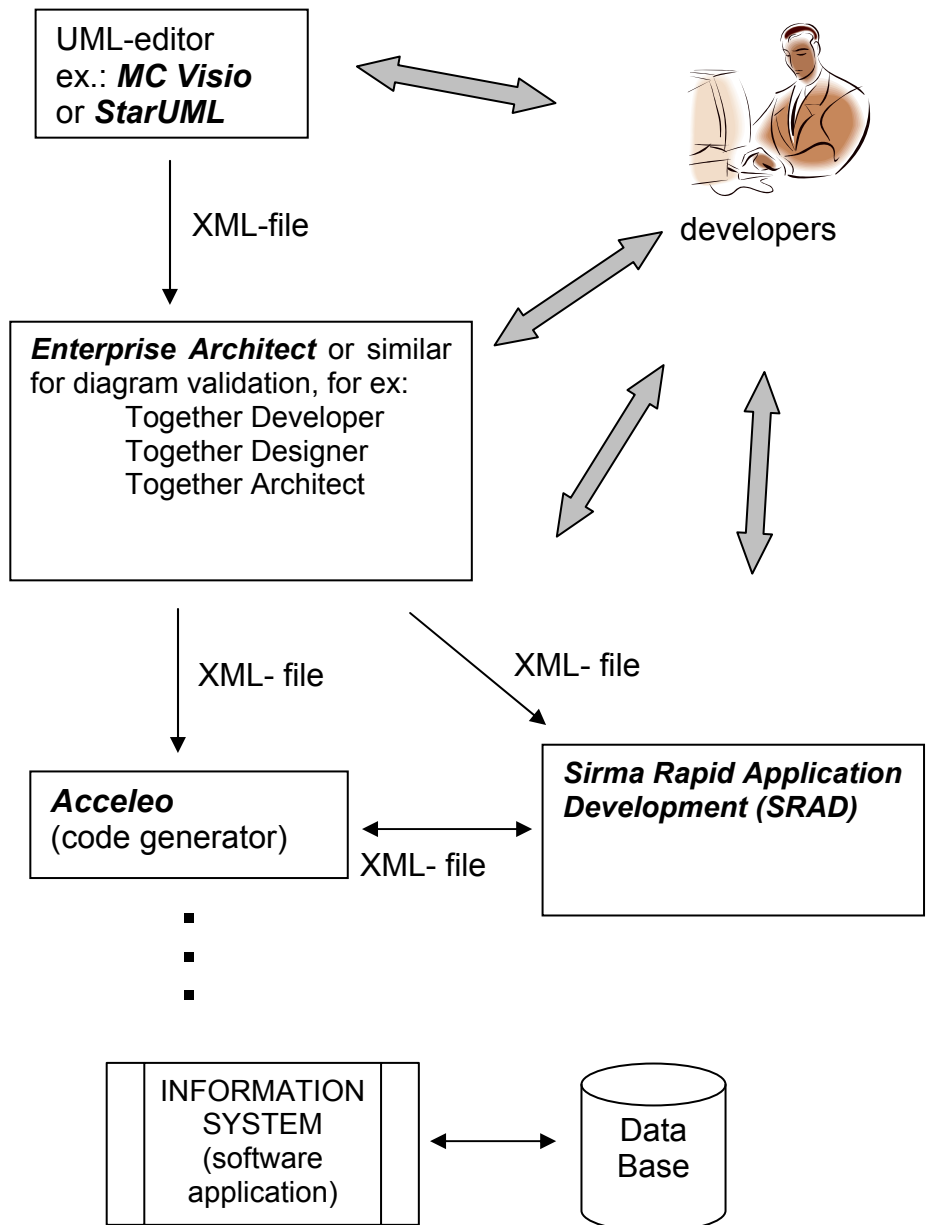 UML-editor
ex.: MC Visio
or StarUML
developers
XML-file
Enterprise Architect or similar
for diagram validation, for ex:
Together Developer
Together Designer
Together Architect
XML- file
XML- file
Acceleo
(code generator)
XML- file
Sirma Rapid Application
Development (SRAD)
INFORMATION
SYSTEM
(software
application)
Data
Base